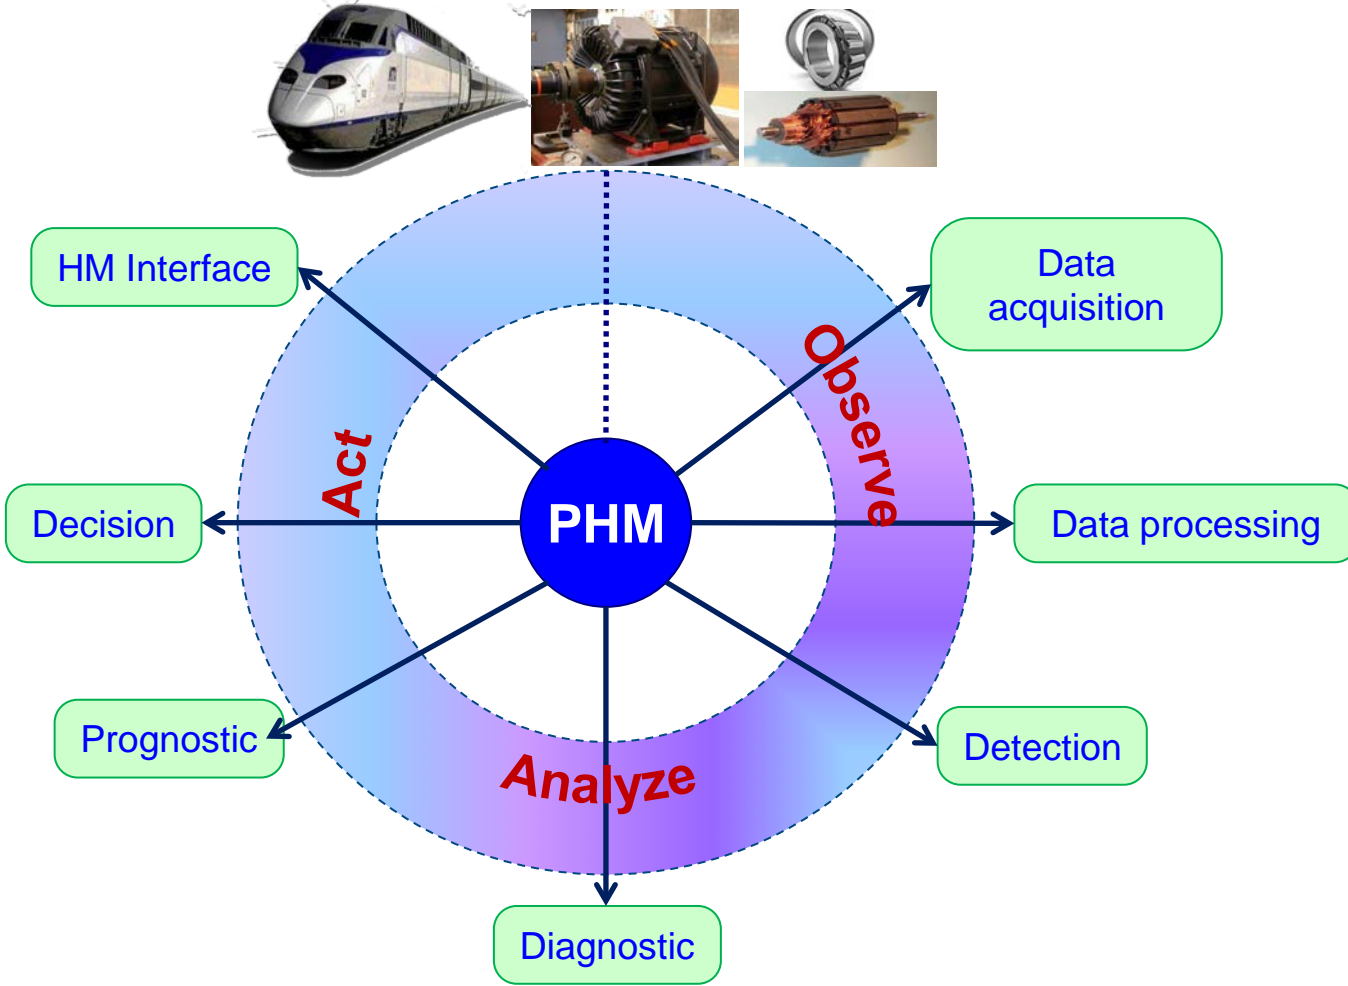 HM Interface
Data
acquisition
Observe
Act
Decision
PHM
Data processing
Prognostic
Analyze
Detection
Diagnostic